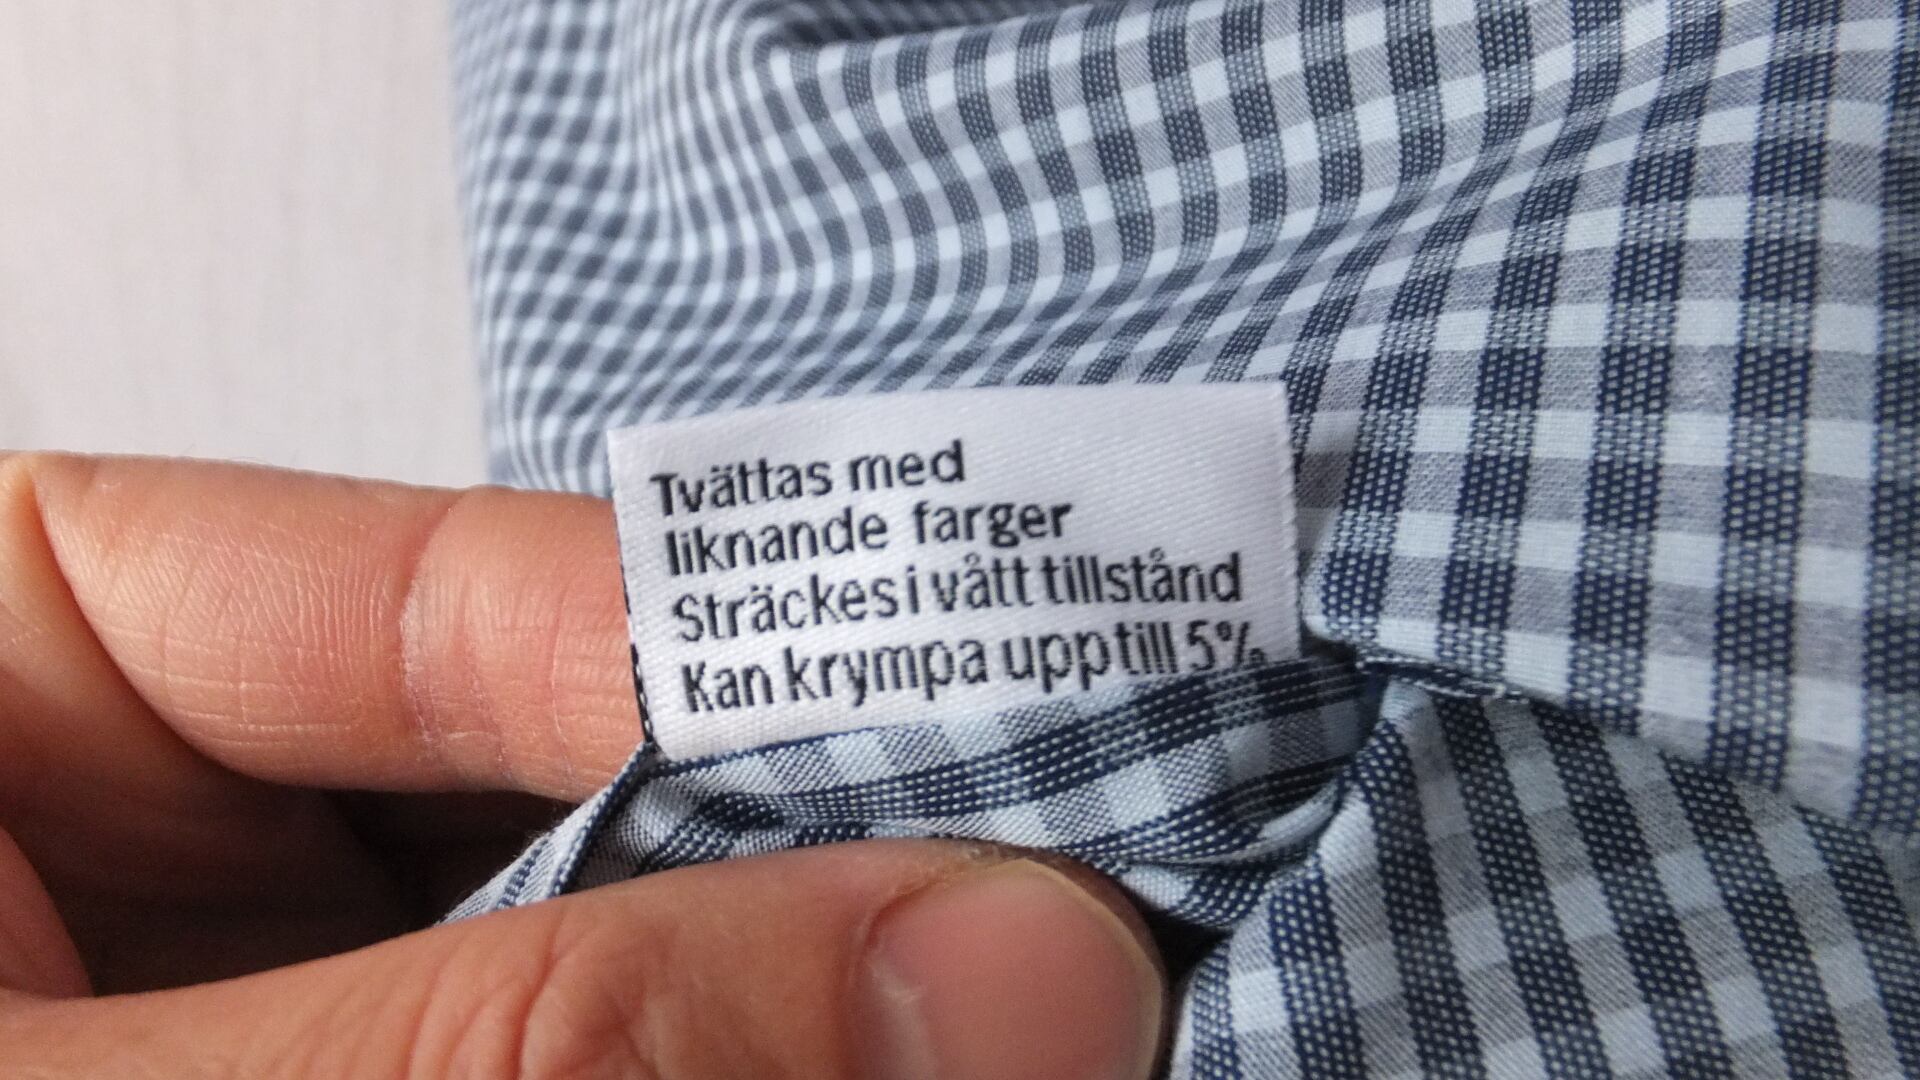 Tvättas med
liknande farger
Sträckes i vått tillstånd
Kan krympa upp till 5%